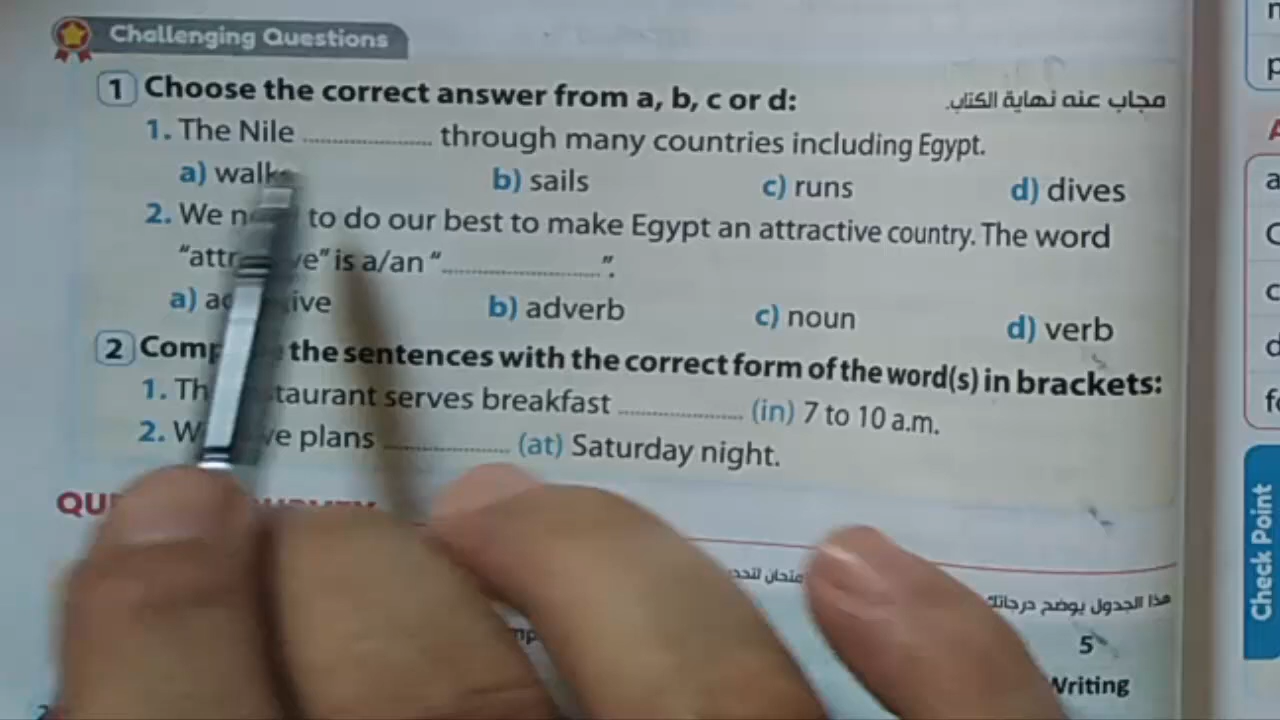 Challenging Questions
1 Choose the correct answer from a, b, c or d:
مجاب عنه نهاية الكتاب.
1. The Nile .................... through many countries including Egypt.
a) walks b) sails c) runs d) dives
2. We to do our best to make Egypt an attractive country. The word
is a/an “....................”.
a) b) adverb c) noun d) verb
2 the sentences with the correct form of the word(s) in brackets:
1. serves breakfast .................... (in) 7 to 10 a.m.
2. plans .................... (at) Saturday night.
هذا الجدول يوضح درجاتك
5
Writing
Check Point